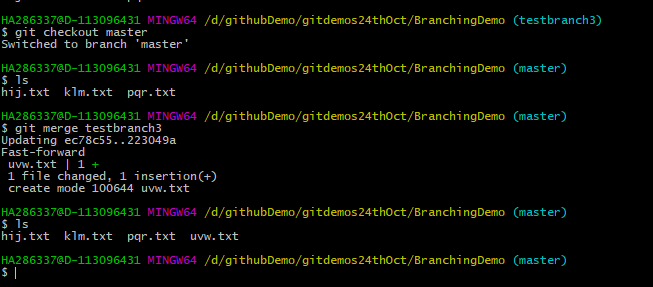 HA286337@D-113096431 MINGW64 /d/githubDemo/gitdemos24thOct/BranchingDemo (testbranch3)
$ git checkout master
Switched to branch 'master'
HA286337@D-113096431 MINGW64 /d/githubDemo/gitdemos24thOct/BranchingDemo (master)
$ ls
hij.txt  klm.txt  pqr.txt
HA286337@D-113096431 MINGW64 /d/githubDemo/gitdemos24thOct/BranchingDemo (master)
$ git merge testbranch3
Updating ec78c55..223049a
Fast-forward
 uvw.txt | 1 +
 1 file changed, 1 insertion(+)
 create mode 100644 uvw.txt
HA286337@D-113096431 MINGW64 /d/githubDemo/gitdemos24thOct/BranchingDemo (master)
$ ls
hij.txt  klm.txt  pqr.txt  uvw.txt
HA286337@D-113096431 MINGW64 /d/githubDemo/gitdemos24thOct/BranchingDemo (master)
$